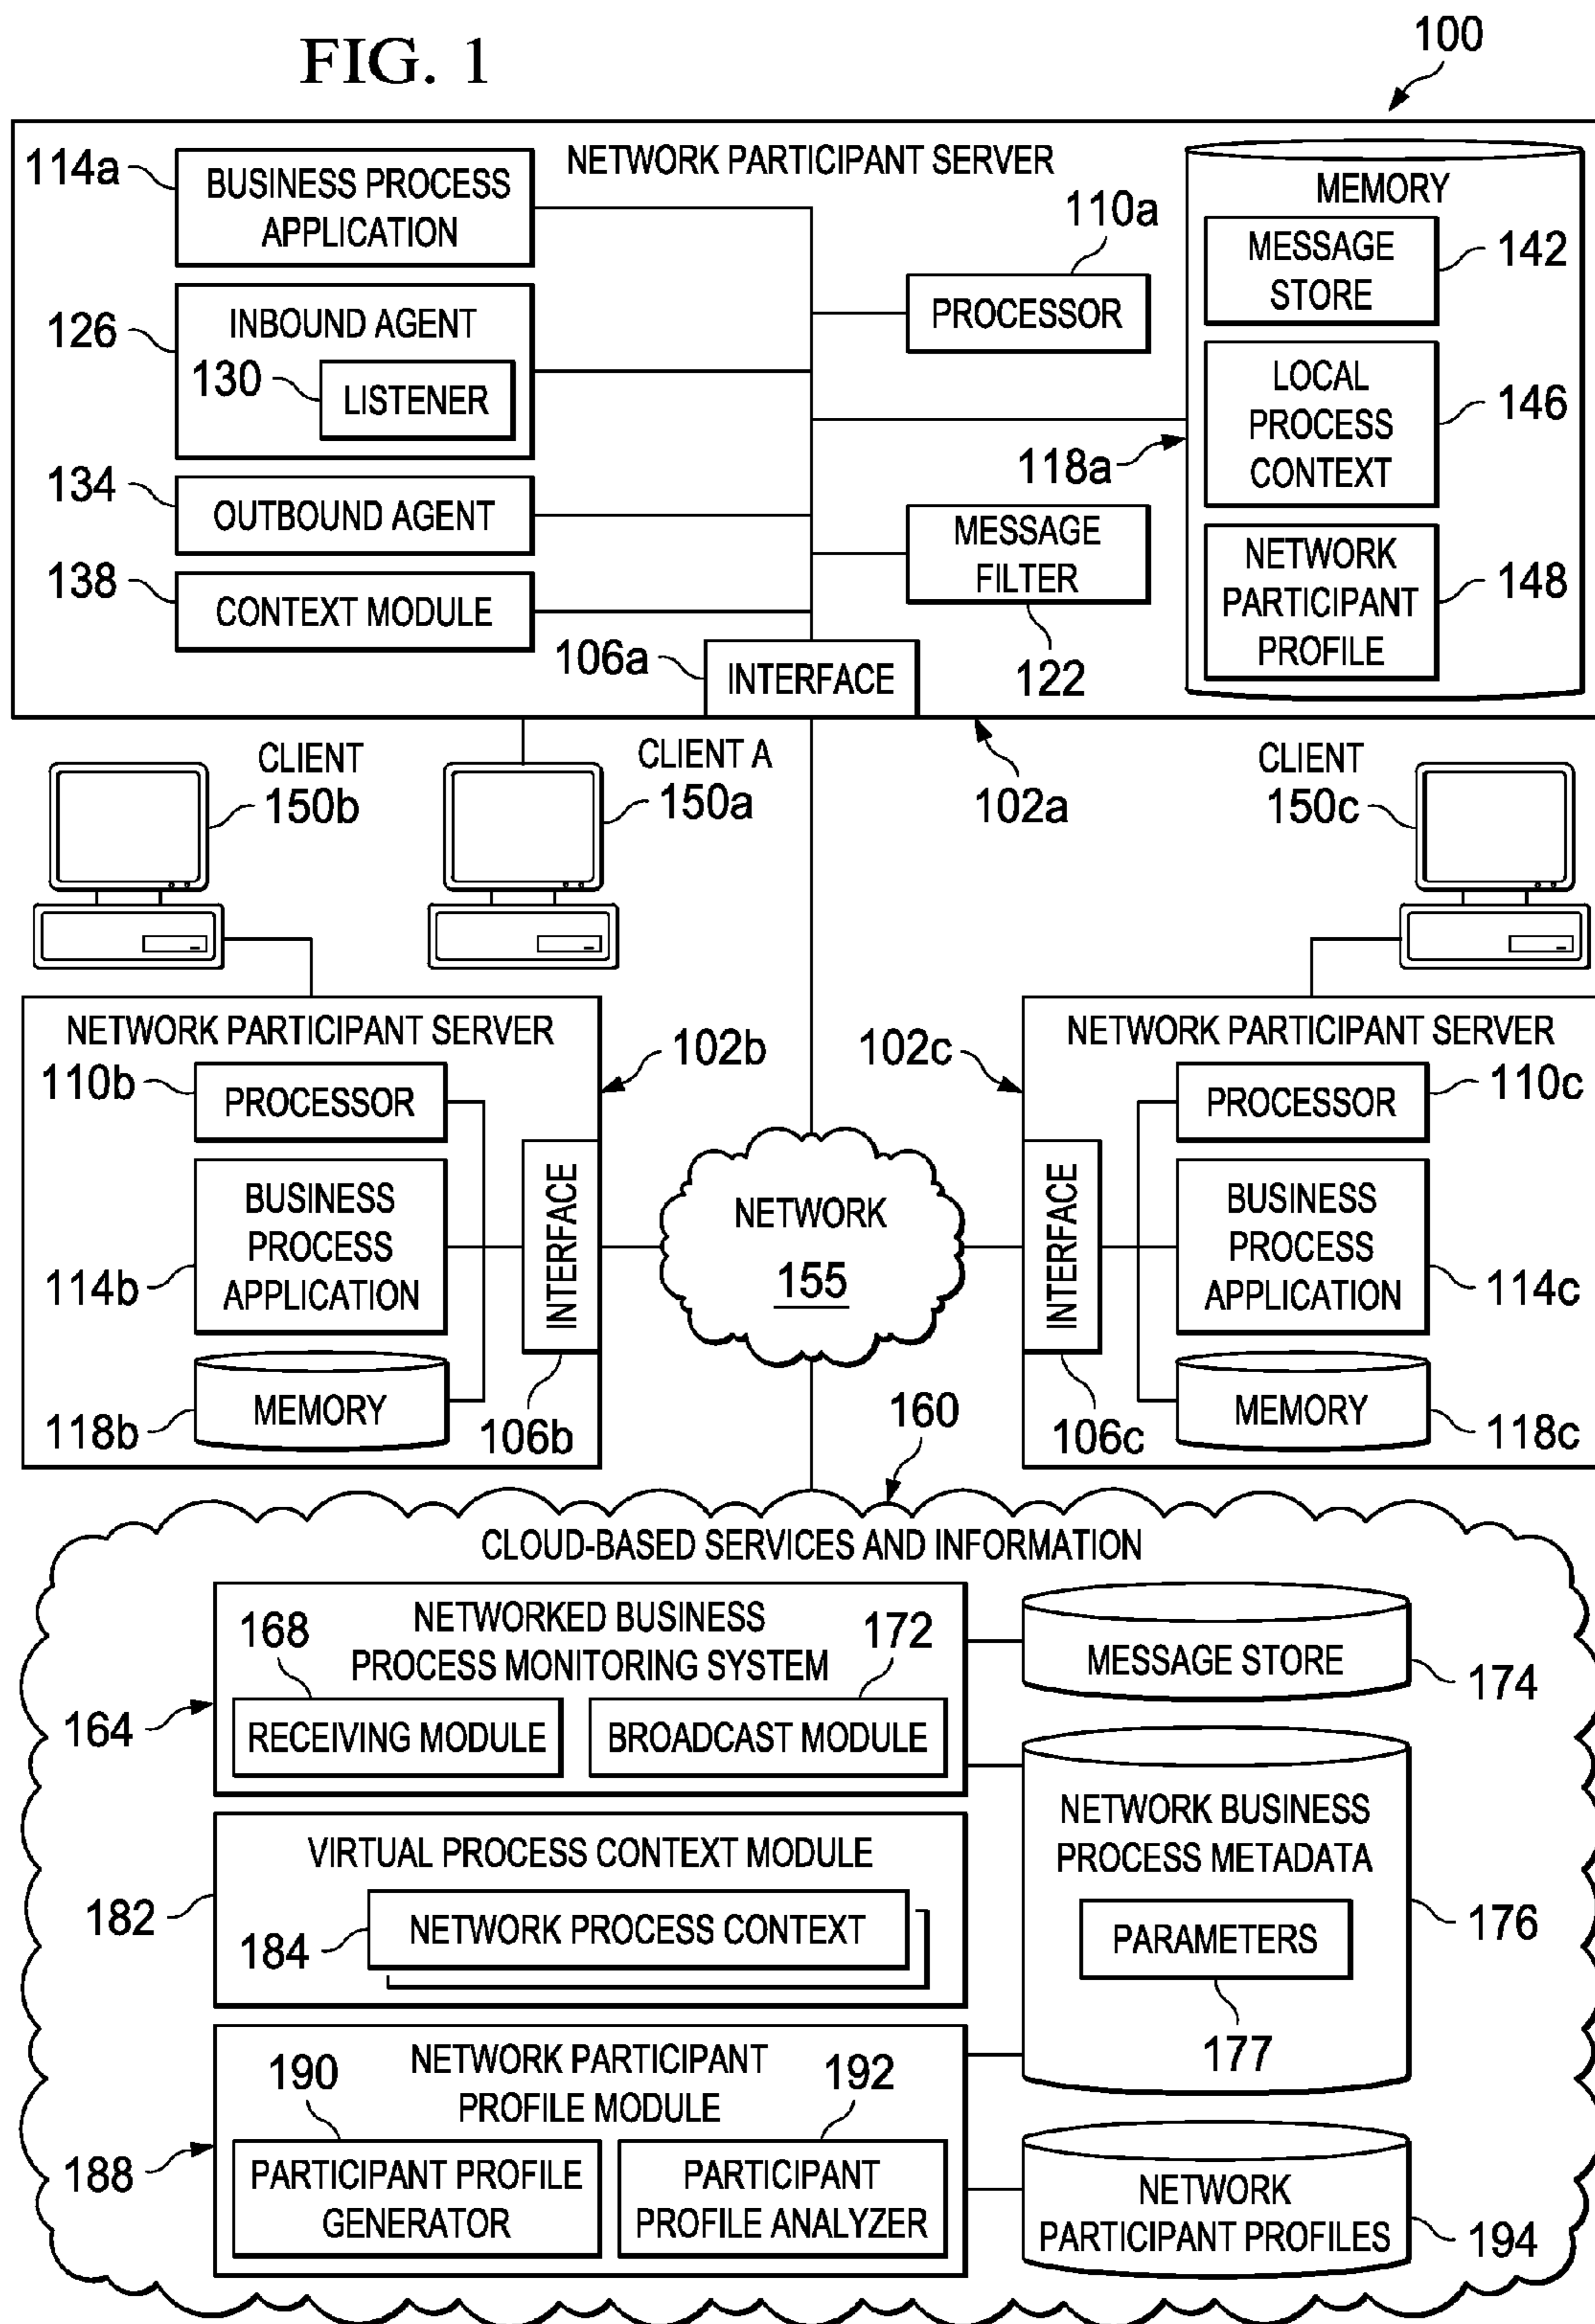 FIG. 1
100
114a
BUSINESS PROCESS
APPLICATION
NETWORK PARTICIPANT SERVER
MEMORY
110a
PROCESSOR
MESSAGE
STORE
142
126
INBOUND AGENT
130
LISTENER
LOCAL
PROCESS
CONTEXT
146
118a
134
OUTBOUND AGENT
MESSAGE
FILTER
122
NETWORK
PARTICIPANT
PROFILE
148
138
CONTEXT MODULE
106a
INTERFACE
102a
CLIENT
150b
CLIENT A
150a
CLIENT
150c
NETWORK PARTICIPANT SERVER
102b
110b
PROCESSOR
BUSINESS
PROCESS
APPLICATION
114b
INTERFACE
MEMORY
118b
106b
NETWORK
155
NETWORK PARTICIPANT SERVER
102c
PROCESSOR
110c
INTERFACE
BUSINESS
PROCESS
APPLICATION
114c
MEMORY
106c
118c
160
CLOUD-BASED SERVICES AND INFORMATION
NETWORKED BUSINESS
PROCESS MONITORING SYSTEM
168
172
164
RECEIVING MODULE
BROADCAST MODULE
MESSAGE STORE
174
VIRTUAL PROCESS CONTEXT MODULE
182
184
NETWORK PROCESS CONTEXT
NETWORK BUSINESS
PROCESS METADATA
PARAMETERS
176
177
NETWORK PARTICIPANT
PROFILE MODULE
190
192
188
PARTICIPANT PROFILE
GENERATOR
PARTICIPANT
PROFILE ANALYZER
NETWORK
PARTICIPANT PROFILES
194